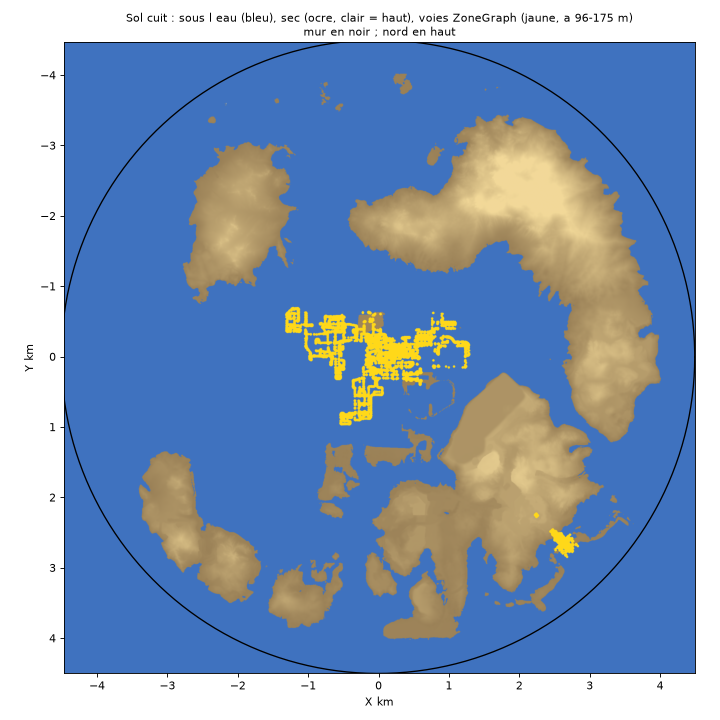 Sol cuit : sous l eau (bleu), sec (ocre, clair = haut), voies ZoneGraph (jaune, a 96-175 m)
mur en noir ; nord en haut
−4
−3
−2
−1
0
1
2
3
4
Y km
−4 −3 −2 −1 0 1 2 3 4
X km